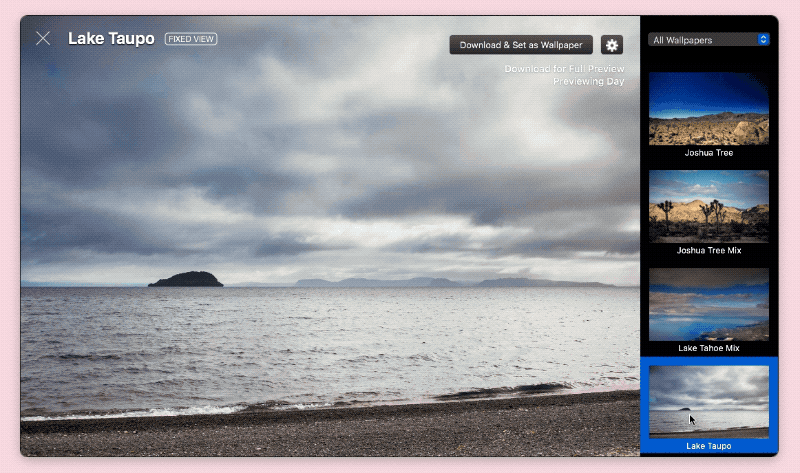 Lake Taupo FIXED VIEW
Download & Set as Wallpaper
Download for Full Preview
Previewing Day
All Wallpapers
Joshua Tree
Joshua Tree Mix
Lake Tahoe Mix
Lake Taupo